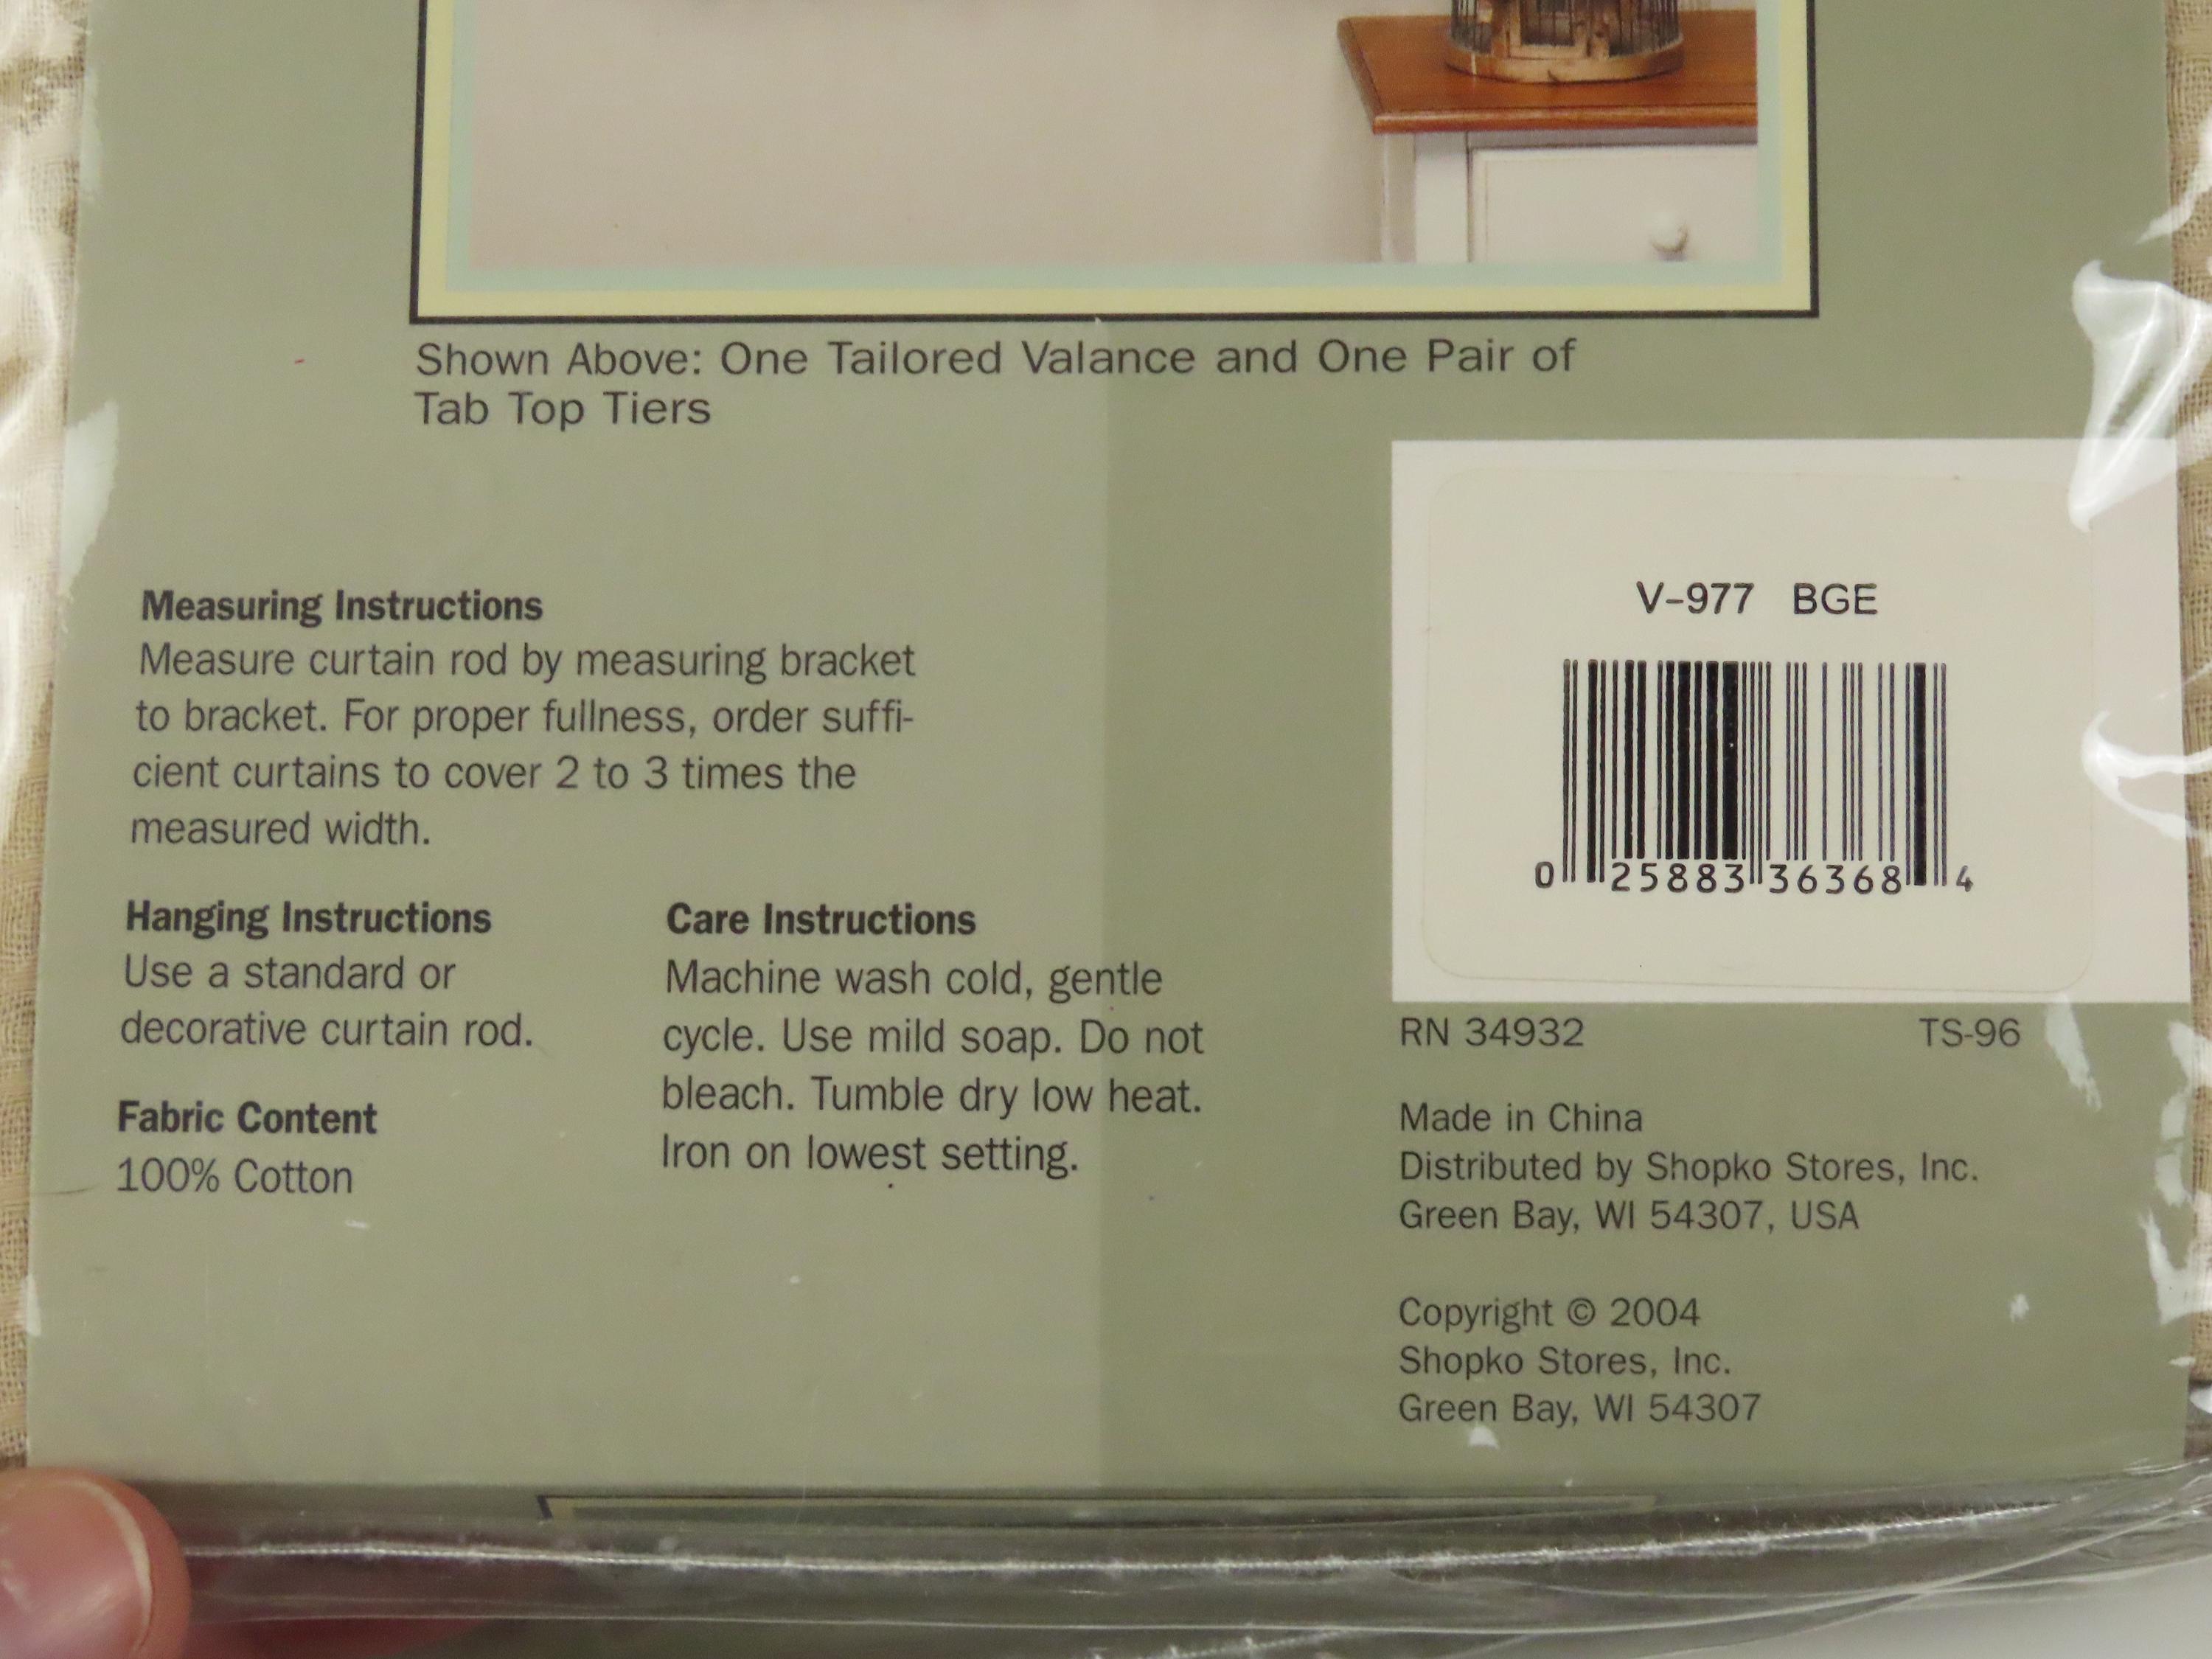 Shown Above: One Tailored Valance and One Pair of
Tab Top Tiers
Measuring Instructions
Measure curtain rod by measuring bracket
to bracket. For proper fullness, order suffi-
cient curtains to cover 2 to 3 times the
measured width.
Hanging Instructions
Use a standard or
decorative curtain rod.
Fabric Content
100% Cotton
Care Instructions
Machine wash cold, gentle
cycle. Use mild soap. Do not
bleach. Tumble dry low heat.
Iron on lowest setting.
V-977 BGE
0 25883 36368 4
RN 34932 TS-96
Made in China
Distributed by Shopko Stores, Inc.
Green Bay, WI 54307, USA
Copyright © 2004
Shopko Stores, Inc.
Green Bay, WI 54307